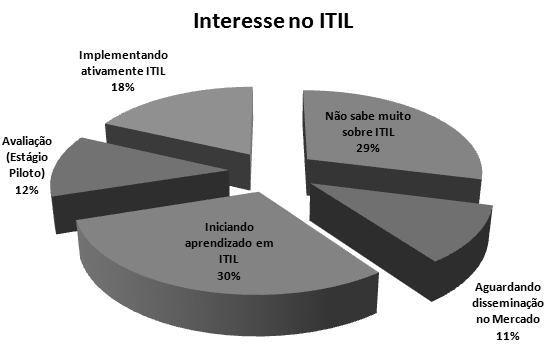 Interesse no ITIL
Implementando
ativamente ITIL
18%
Não sabe muito
sobre ITIL
29%
Avaliação
(Estágio
Piloto)
12%
Iniciando
aprendizado em
ITIL
30%
Aguardando
disseminação
no Mercado
11%